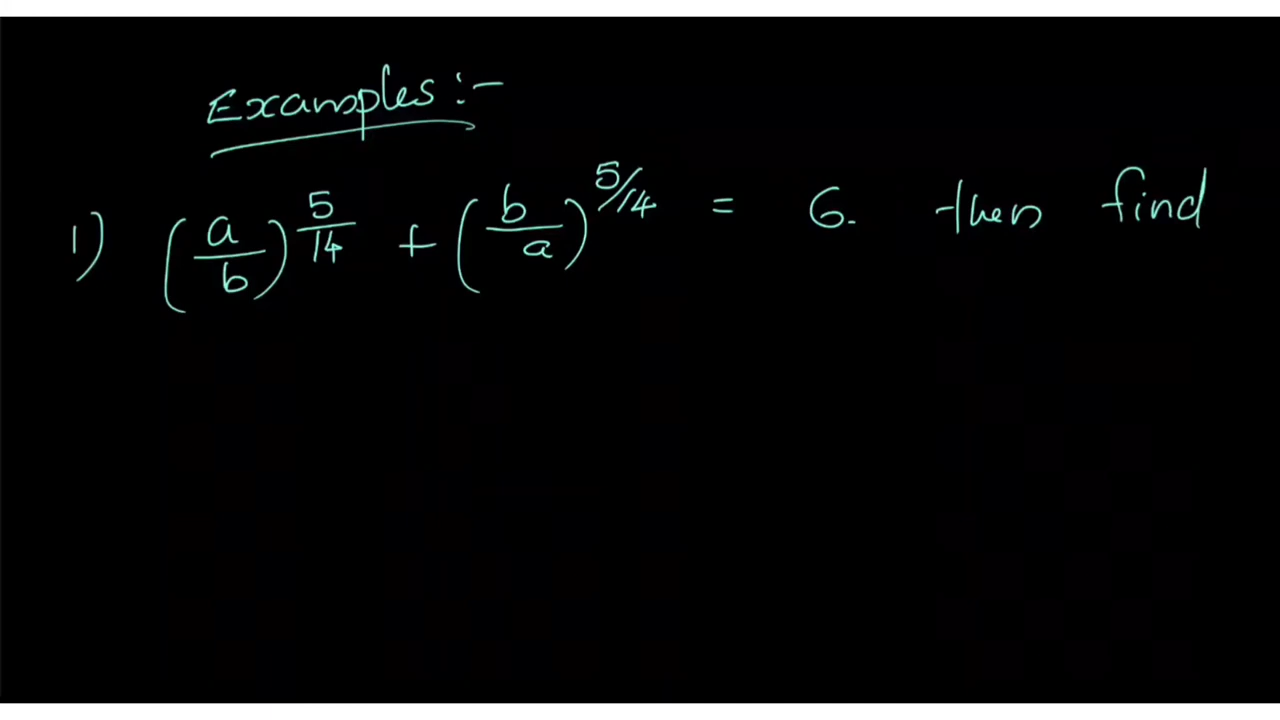 Examples :-
1) (a/b)^(5/14) + (b/a)^(5/14) = 6. then find